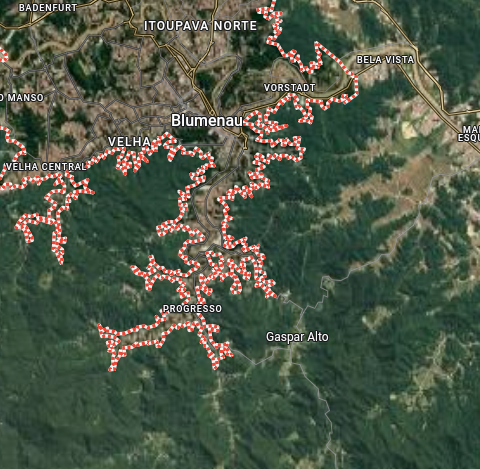 BADENFURT
ITOUPAVA NORTE
BELA VISTA
VORSTADT
O MANSO
Blumenau
MA
ESQU
VELHA
VELHA CENTRAL
PROGRESSO
Gaspar Alto